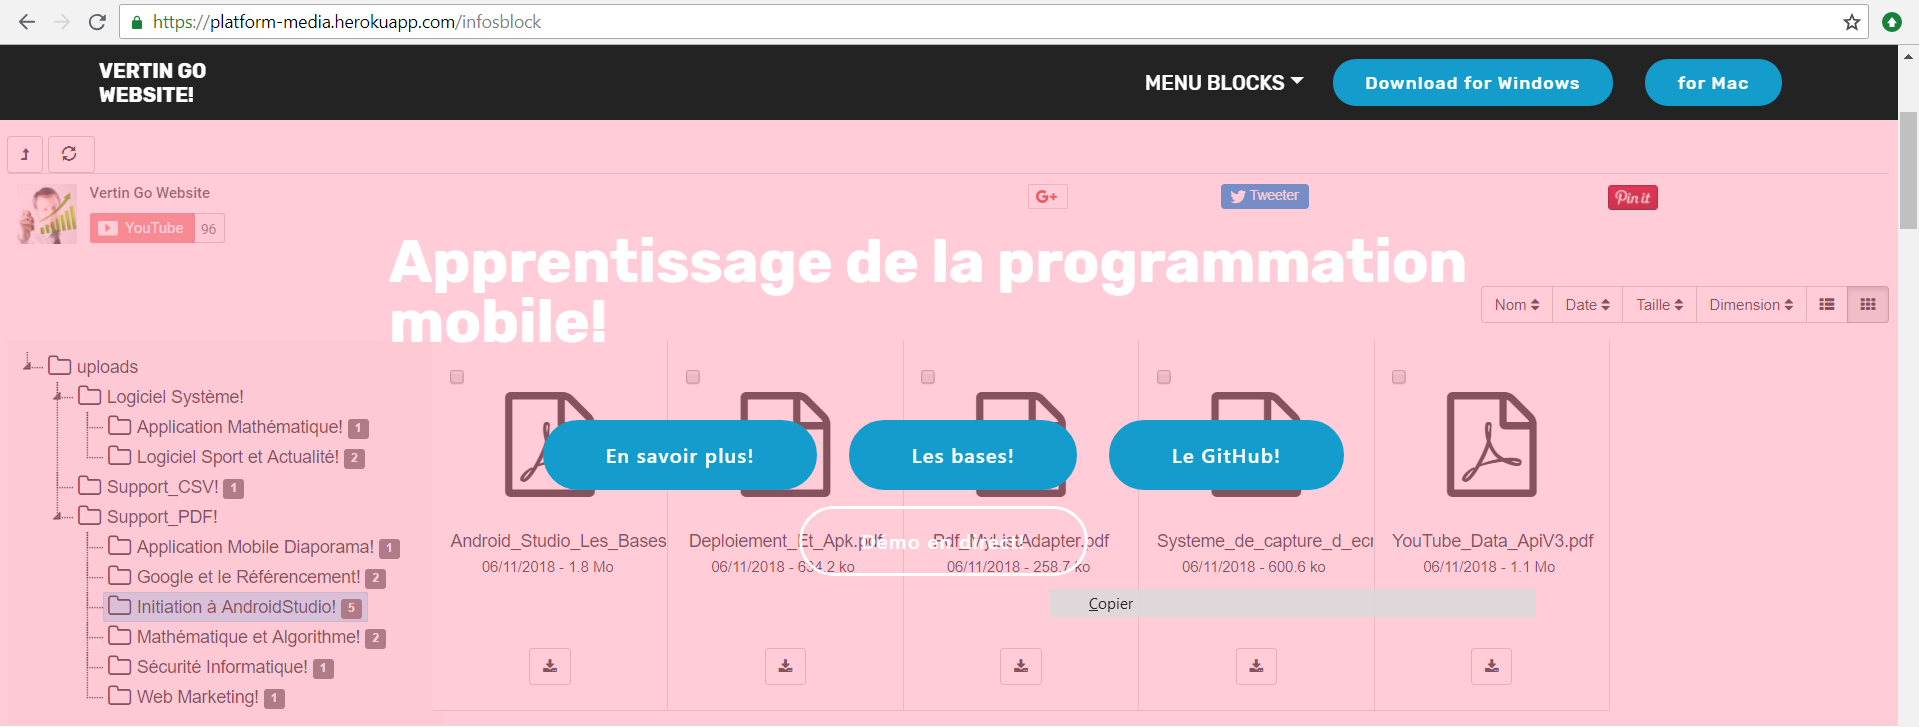 https://platform-media.herokuapp.com/infosblock
VERTIN GO
WEBSITE!
MENU BLOCKS
Download for Windows
for Mac
Vertin Go Website
YouTube 96
G+
Tweeter
Pin it
Apprentissage de la programmation
mobile!
Nom Date Taille Dimension
uploads
Logiciel Système!
Application Mathématique! 1
Logiciel Sport et Actualité! 2
Support_CSV! 1
Support_PDF!
Application Mobile Diaporama! 1
Google et le Référencement! 2
Initiation à AndroidStudio! 5
Mathématique et Algorithme! 2
Sécurité Informatique! 1
Web Marketing! 1
En savoir plus!
Les bases!
Le GitHub!
Démo en direct!
Android_Studio_Les_Bases
06/11/2018 - 1.8 Mo
Deploiement_Et_Apk.pdf
06/11/2018 - 634.2 ko
Pdf_MyListAdapter.pdf
06/11/2018 - 258.7 ko
Systeme_de_capture_d_ecr
06/11/2018 - 600.6 ko
YouTube_Data_ApiV3.pdf
06/11/2018 - 1.1 Mo
Copier